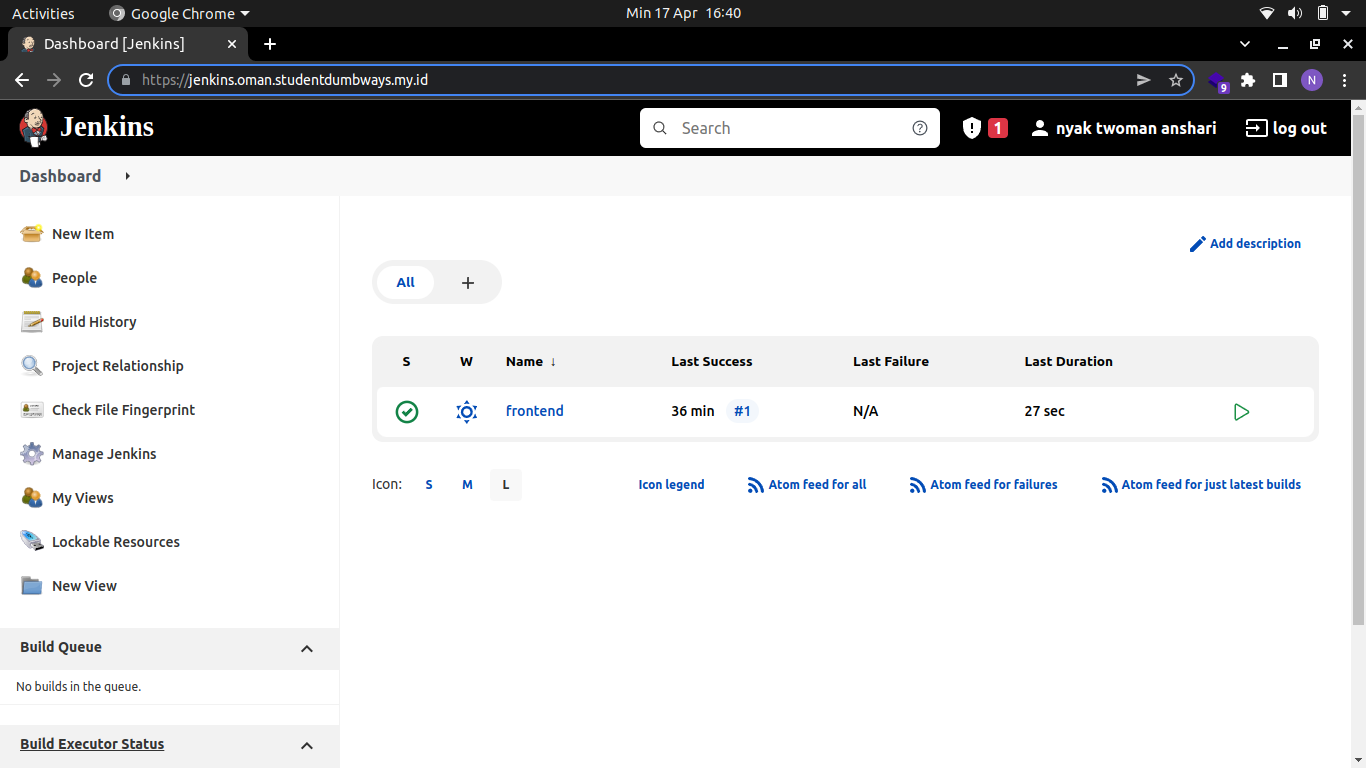 Activities Google Chrome Min 17 Apr 16:40
Dashboard [Jenkins]
https://jenkins.oman.studentdumbways.my.id 9 N
Jenkins Search 1 nyak twoman anshari log out
Dashboard
New Item
People
Build History
Project Relationship
Check File Fingerprint
Manage Jenkins
My Views
Lockable Resources
New View
Build Queue
No builds in the queue.
Build Executor Status
Add description
All +
S W Name ↓ Last Success Last Failure Last Duration
frontend 36 min #1 N/A 27 sec
Icon: S M L Icon legend Atom feed for all Atom feed for failures Atom feed for just latest builds